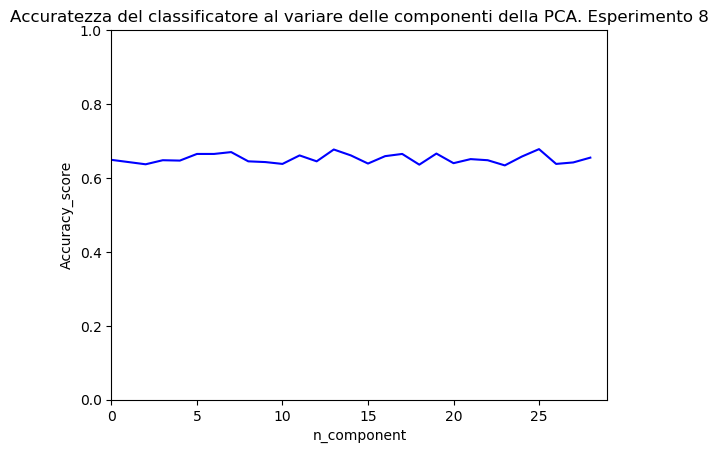 Accuratezza del classificatore al variare delle componenti della PCA. Esperimento 8
1.0
0.8
0.6
0.4
0.2
0.0
Accuracy_score
0 5 10 15 20 25
n_component